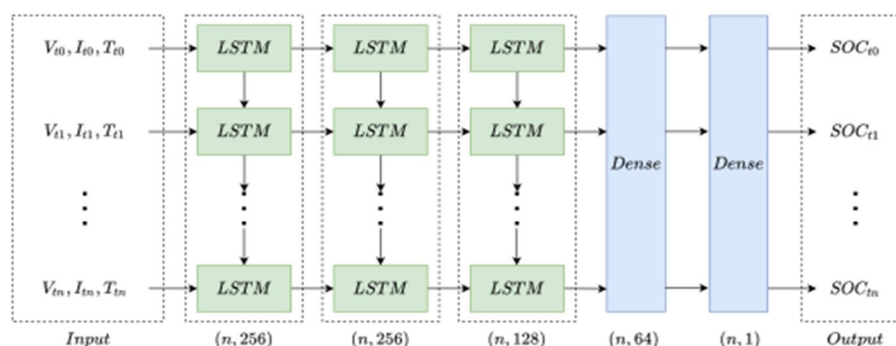 V_{t0}, I_{t0}, T_{t0} LSTM LSTM LSTM SOC_{t0}
V_{t1}, I_{t1}, T_{t1} LSTM LSTM LSTM SOC_{t1}
Dense Dense
V_{tn}, I_{tn}, T_{tn} LSTM LSTM LSTM SOC_{tn}
Input (n, 256) (n, 256) (n, 128) (n, 64) (n, 1) Output